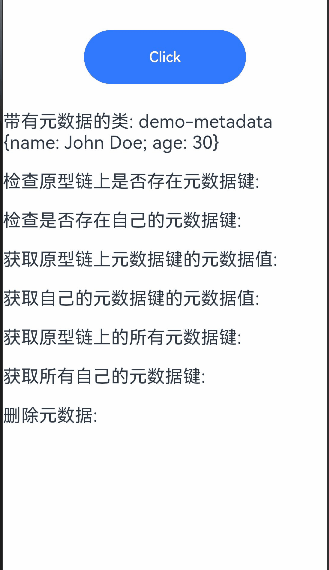 Click
带有元数据的类: demo-metadata
{name: John Doe; age: 30}
检查原型链上是否存在元数据键:
检查是否存在自己的元数据键:
获取原型链上元数据键的元数据值:
获取自己的元数据键的元数据值:
获取原型链上的所有元数据键:
获取所有自己的元数据键:
删除元数据: